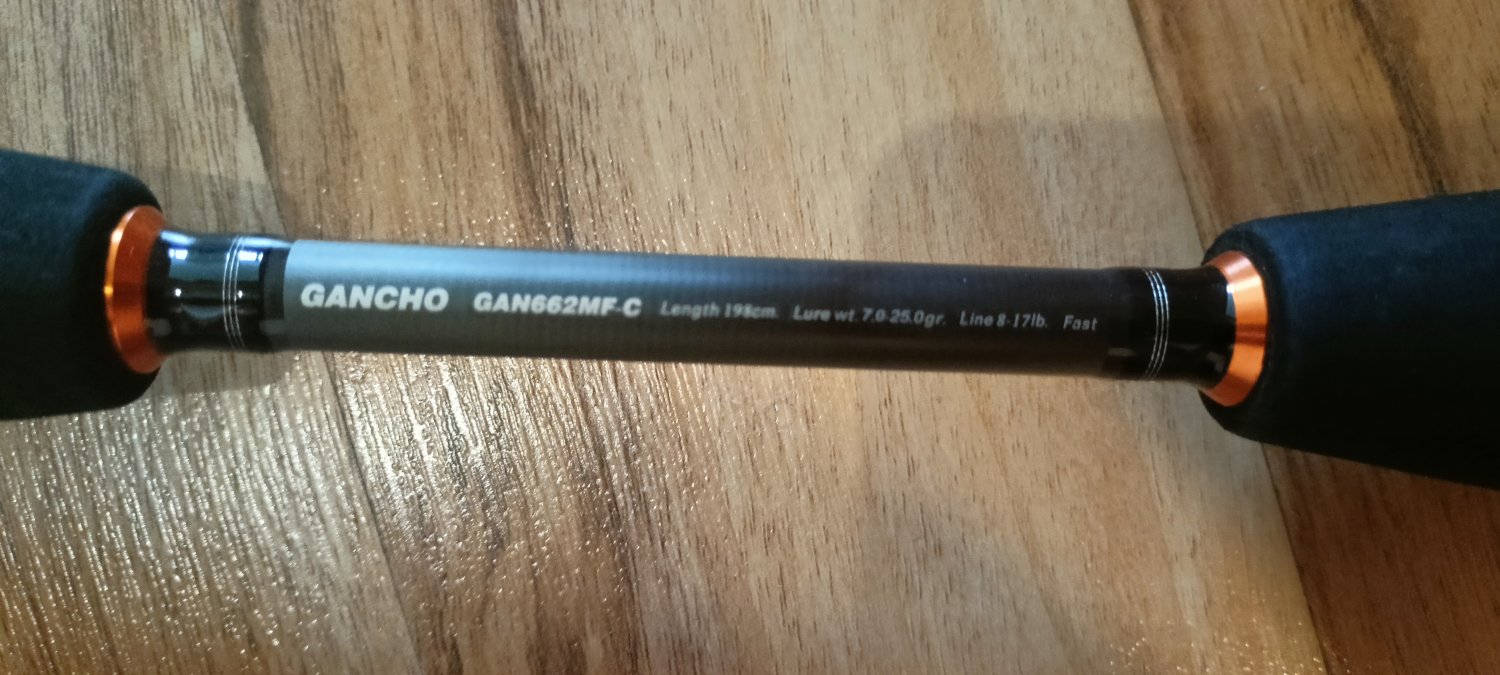 GANCHO GAN662MF-C Length 198cm. Lure wt. 7.0-25.0gr. Line 8-17lb. Fast